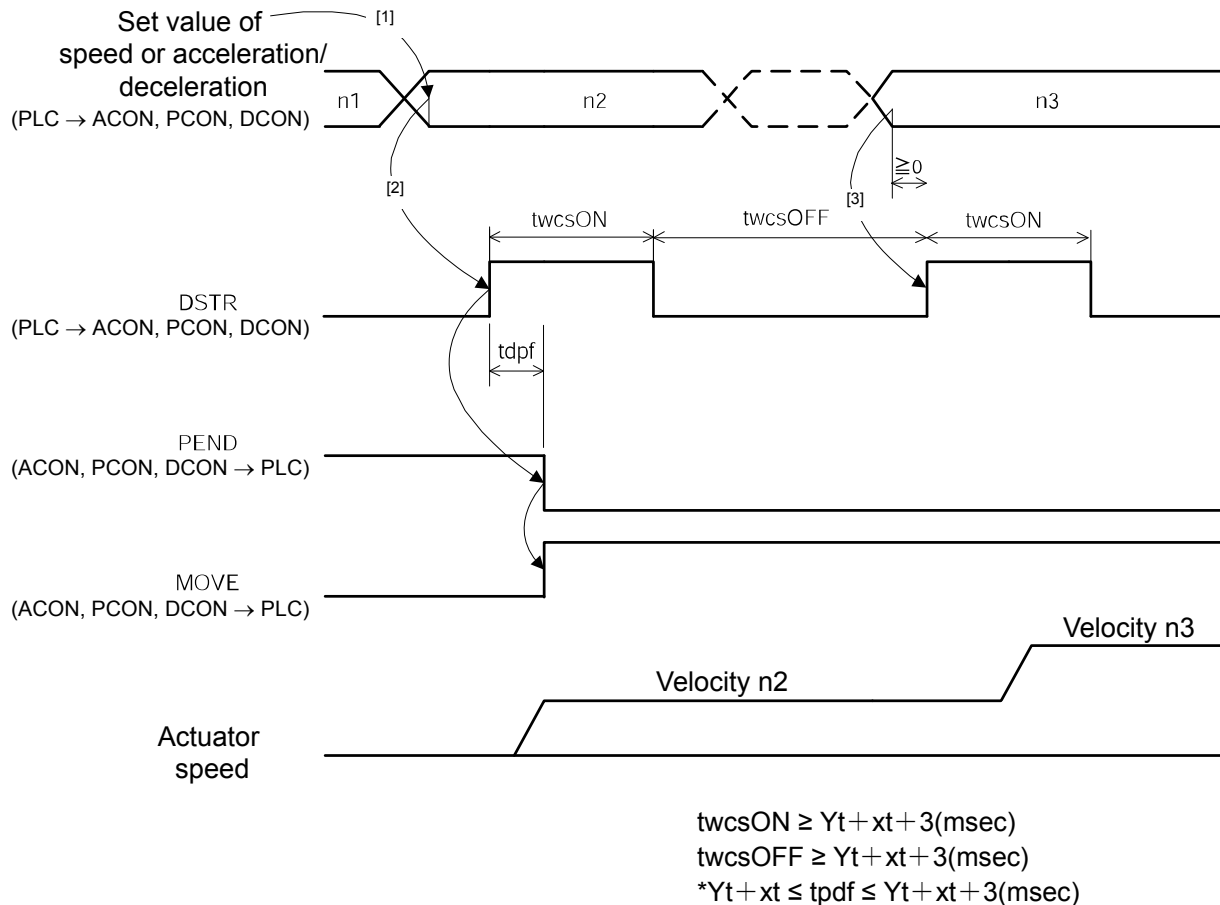 Set value of
speed or acceleration/
deceleration
(PLC → ACON, PCON, DCON)
[1]
n1
n2
n3
[2]
[3]
≧0
twcsON
twcsOFF
twcsON
DSTR
(PLC → ACON, PCON, DCON)
tdpf
PEND
(ACON, PCON, DCON → PLC)
MOVE
(ACON, PCON, DCON → PLC)
Velocity n3
Velocity n2
Actuator
speed
twcsON ≥ Yt+xt+3(msec)
twcsOFF ≥ Yt+xt+3(msec)
*Yt+xt ≤ tpdf ≤ Yt+xt+3(msec)